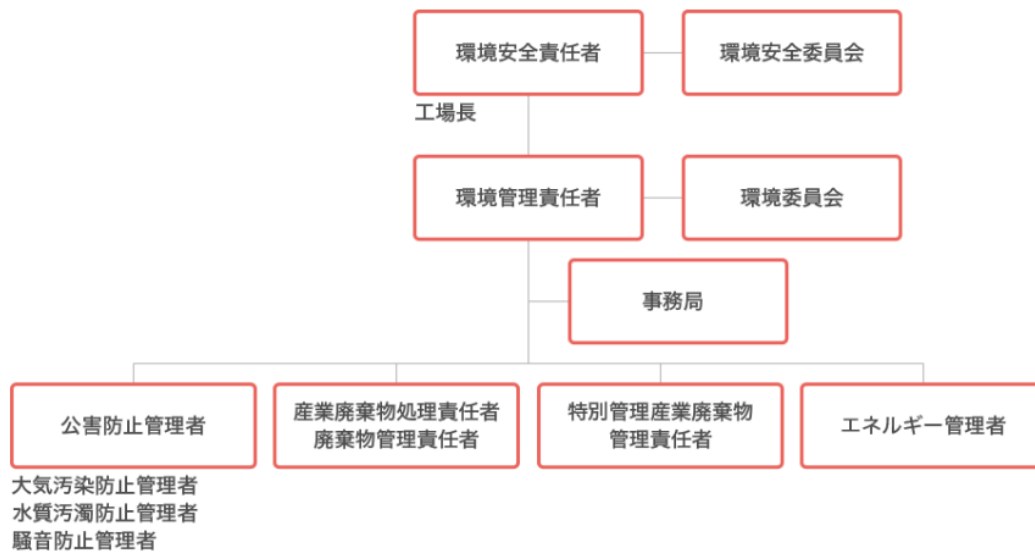 環境安全責任者
環境安全委員会
工場長
環境管理責任者
環境委員会
事務局
公害防止管理者
産業廃棄物処理責任者
廃棄物管理責任者
特別管理産業廃棄物
管理責任者
エネルギー管理者
大気汚染防止管理者
水質汚濁防止管理者
騒音防止管理者